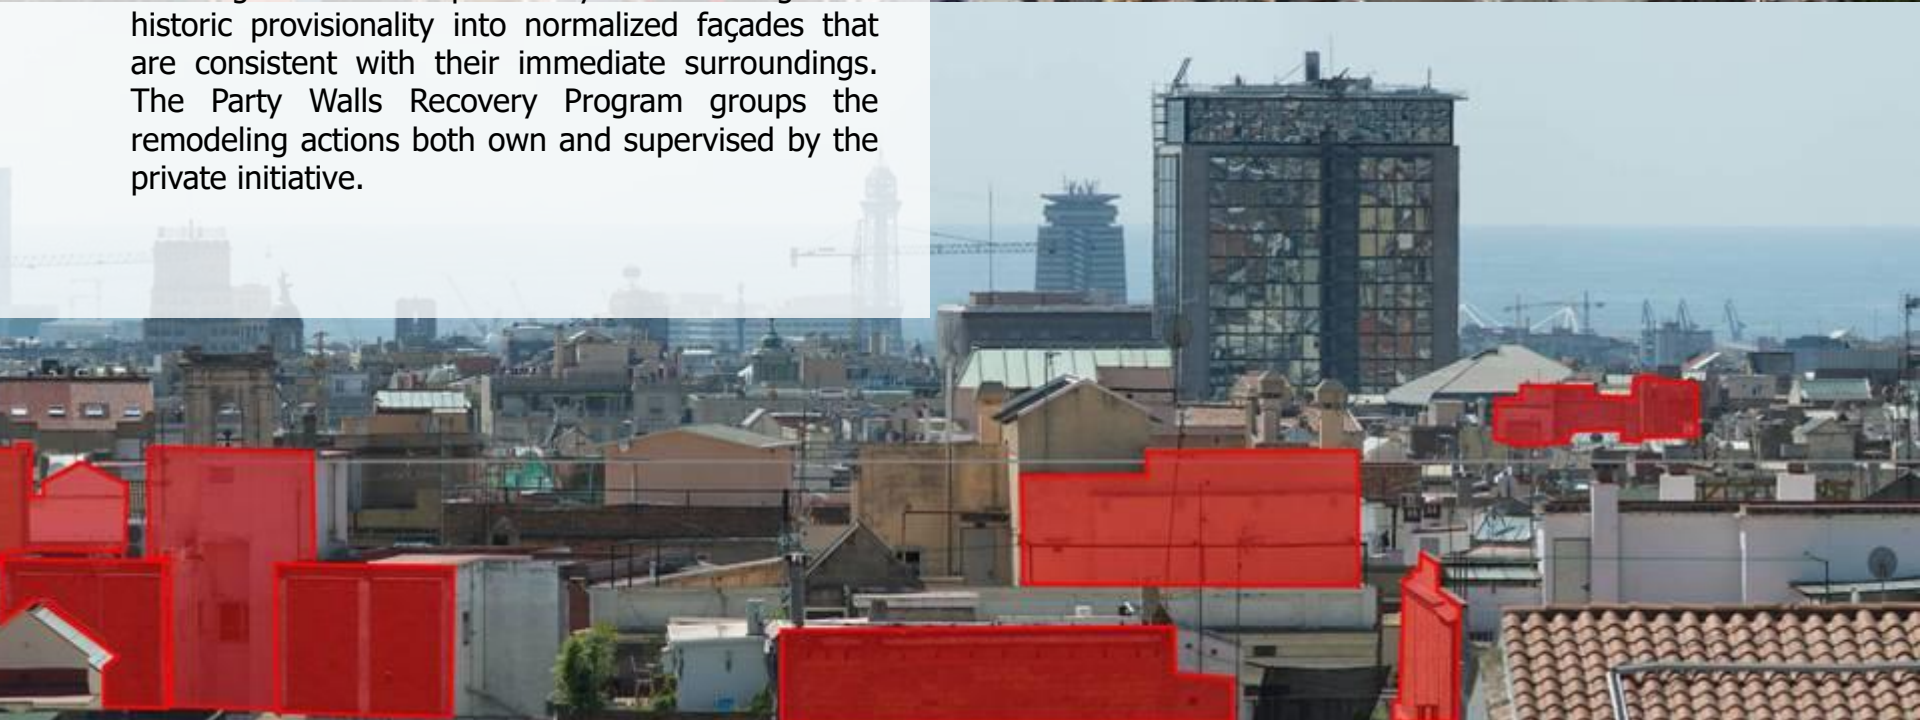 historic provisionality into normalized façades that
are consistent with their immediate surroundings.
The Party Walls Recovery Program groups the
remodeling actions both own and supervised by the
private initiative.